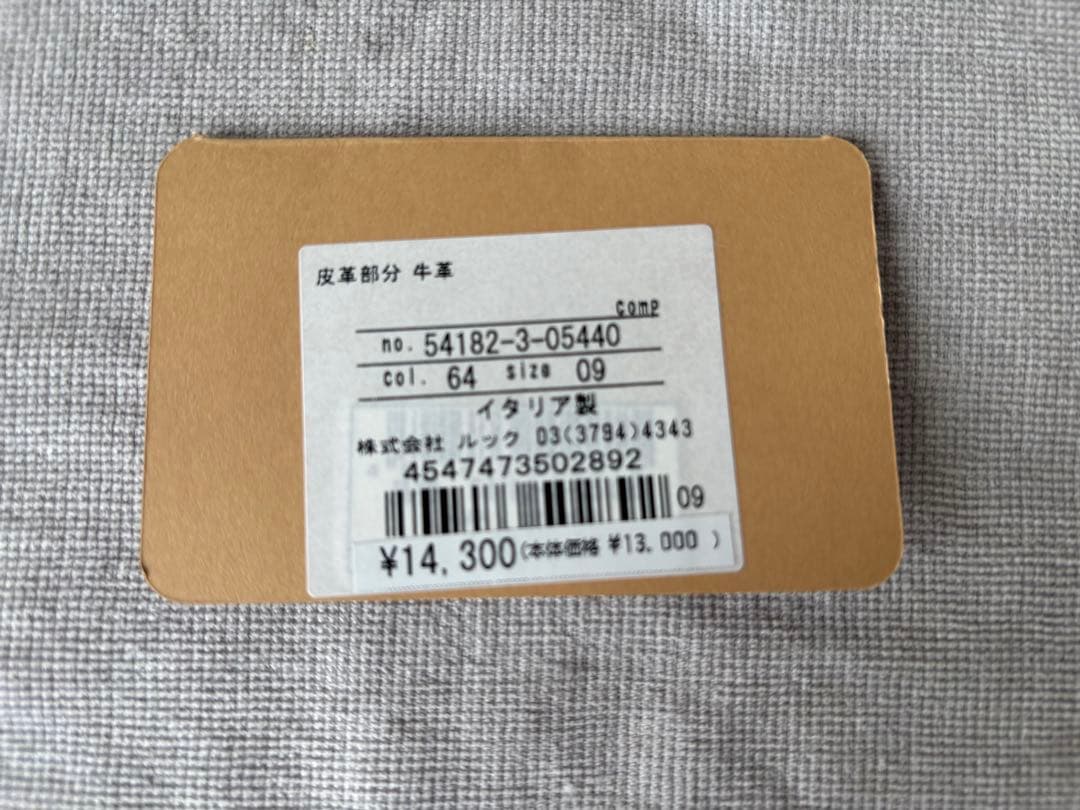 皮革部分 牛革
comp
no. 54182-3-05440
col. 64 size 09
イタリア製
株式会社 ルック 03(3794)4343
4547473502892
09
¥14,300(本体価格 ¥13,000 )